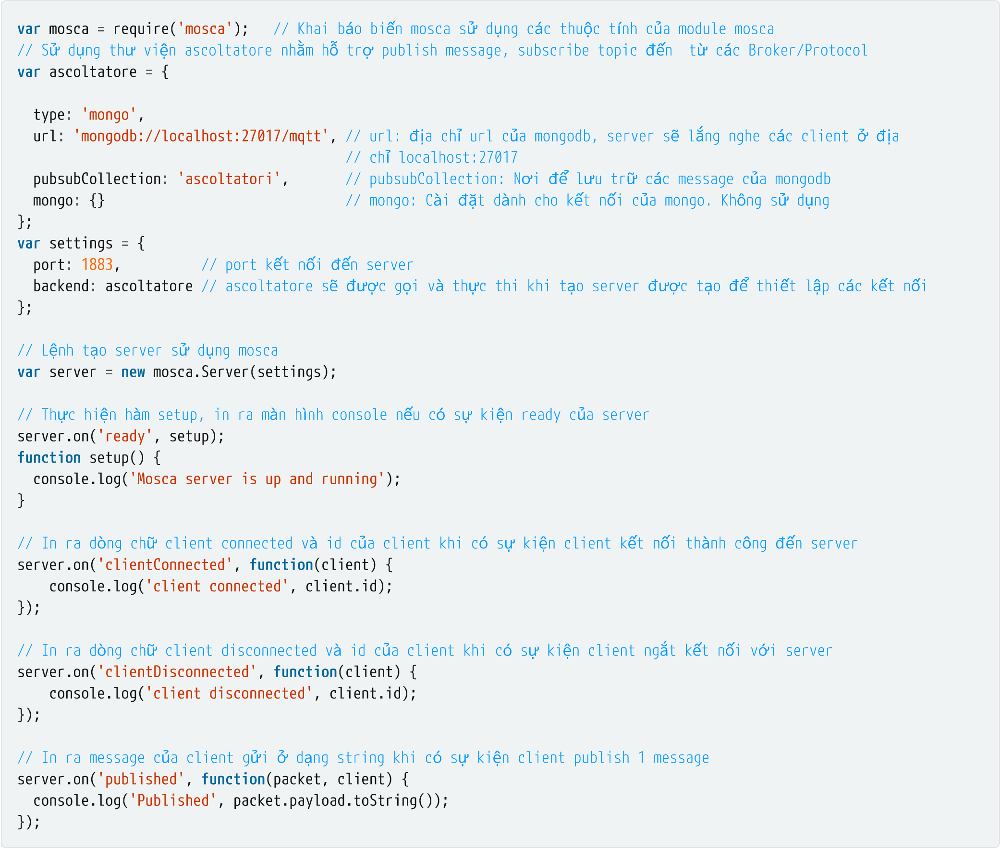 var mosca = require('mosca');   // Khai báo biến mosca sử dụng các thuộc tính của module mosca
// Sử dụng thư viện ascoltatore nhằm hỗ trợ publish message, subscribe topic đến  từ các Broker/Protocol
var ascoltatore = {
  type: 'mongo',
  url: 'mongodb://localhost:27017/mqtt', // url: địa chỉ url của mongodb, server sẽ lắng nghe các client ở địa
                                         // chỉ localhost:27017
  pubsubCollection: 'ascoltatori',       // pubsubCollection: Nơi để lưu trữ các message của mongodb
  mongo: {}                              // mongo: Cài đặt dành cho kết nối của mongo. Không sử dụng
};
var settings = {
  port: 1883,          // port kết nối đến server
  backend: ascoltatore // ascoltatore sẽ được gọi và thực thi khi tạo server được tạo để thiết lập các kết nối
};
// Lệnh tạo server sử dụng mosca
var server = new mosca.Server(settings);
// Thực hiện hàm setup, in ra màn hình console nếu có sự kiện ready của server
server.on('ready', setup);
function setup() {
  console.log('Mosca server is up and running');
}
// In ra dòng chữ client connected và id của client khi có sự kiện client kết nối thành công đến server
server.on('clientConnected', function(client) {
    console.log('client connected', client.id);
});
// In ra dòng chữ client disconnected và id của client khi có sự kiện client ngắt kết nối với server
server.on('clientDisconnected', function(client) {
    console.log('client disconnected', client.id);
});
// In ra message của client gửi ở dạng string khi có sự kiện client publish 1 message
server.on('published', function(packet, client) {
  console.log('Published', packet.payload.toString());
});